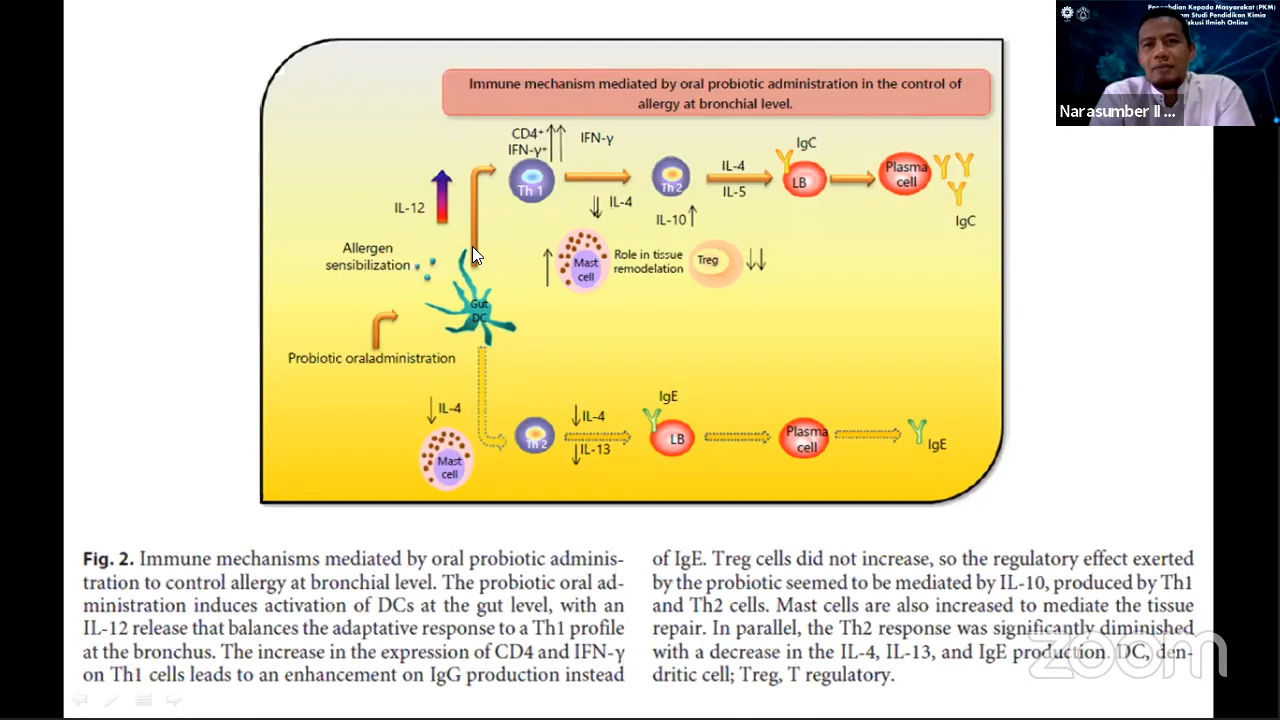 Pengabdian Kepada Masyarakat (PKM)
Studi Pendidikan Kimia
Diskusi Ilmiah Online
Narasumber II ...
Immune mechanism mediated by oral probiotic administration in the control of
allergy at bronchial level.
CD4+
IFN-γ+
IFN-γ
IL-12
Th 1
IL-4
Th 2
IL-10
IL-4
IL-5
IgC
LB
Plasma
cell
IgC
Allergen
sensibilization
Mast
cell
Role in tissue
remodelation
Treg
Gut
DC
Probiotic oraladministration
IL-4
Mast
cell
Th 2
IL-4
IL-13
IgE
LB
Plasma
cell
IgE
Fig. 2. Immune mechanisms mediated by oral probiotic adminis-
tration to control allergy at bronchial level. The probiotic oral ad-
ministration induces activation of DCs at the gut level, with an
IL-12 release that balances the adaptative response to a Th1 profile
at the bronchus. The increase in the expression of CD4 and IFN-γ
on Th1 cells leads to an enhancement on IgG production instead
of IgE. Treg cells did not increase, so the regulatory effect exerted
by the probiotic seemed to be mediated by IL-10, produced by Th1
and Th2 cells. Mast cells are also increased to mediate the tissue
repair. In parallel, the Th2 response was significantly diminished
with a decrease in the IL-4, IL-13, and IgE production. DC, den-
dritic cell; Treg, T regulatory.
zoom